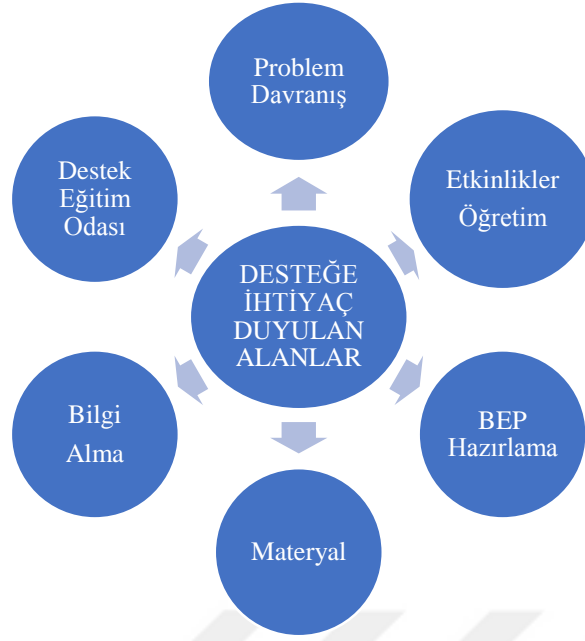 Problem
Davranış
Etkinlikler
Öğretim
BEP
Hazırlama
Materyal
Bilgi
Alma
Destek
Eğitim
Odası
DESTEĞE
İHTİYAÇ
DUYULAN
ALANLAR